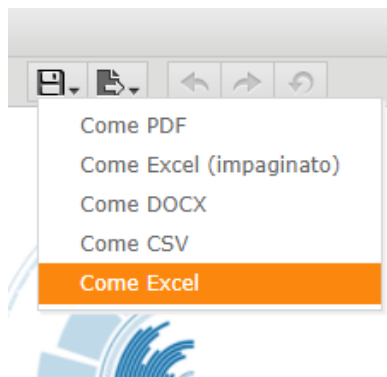 Come PDF
Come Excel (impaginato)
Come DOCX
Come CSV
Come Excel